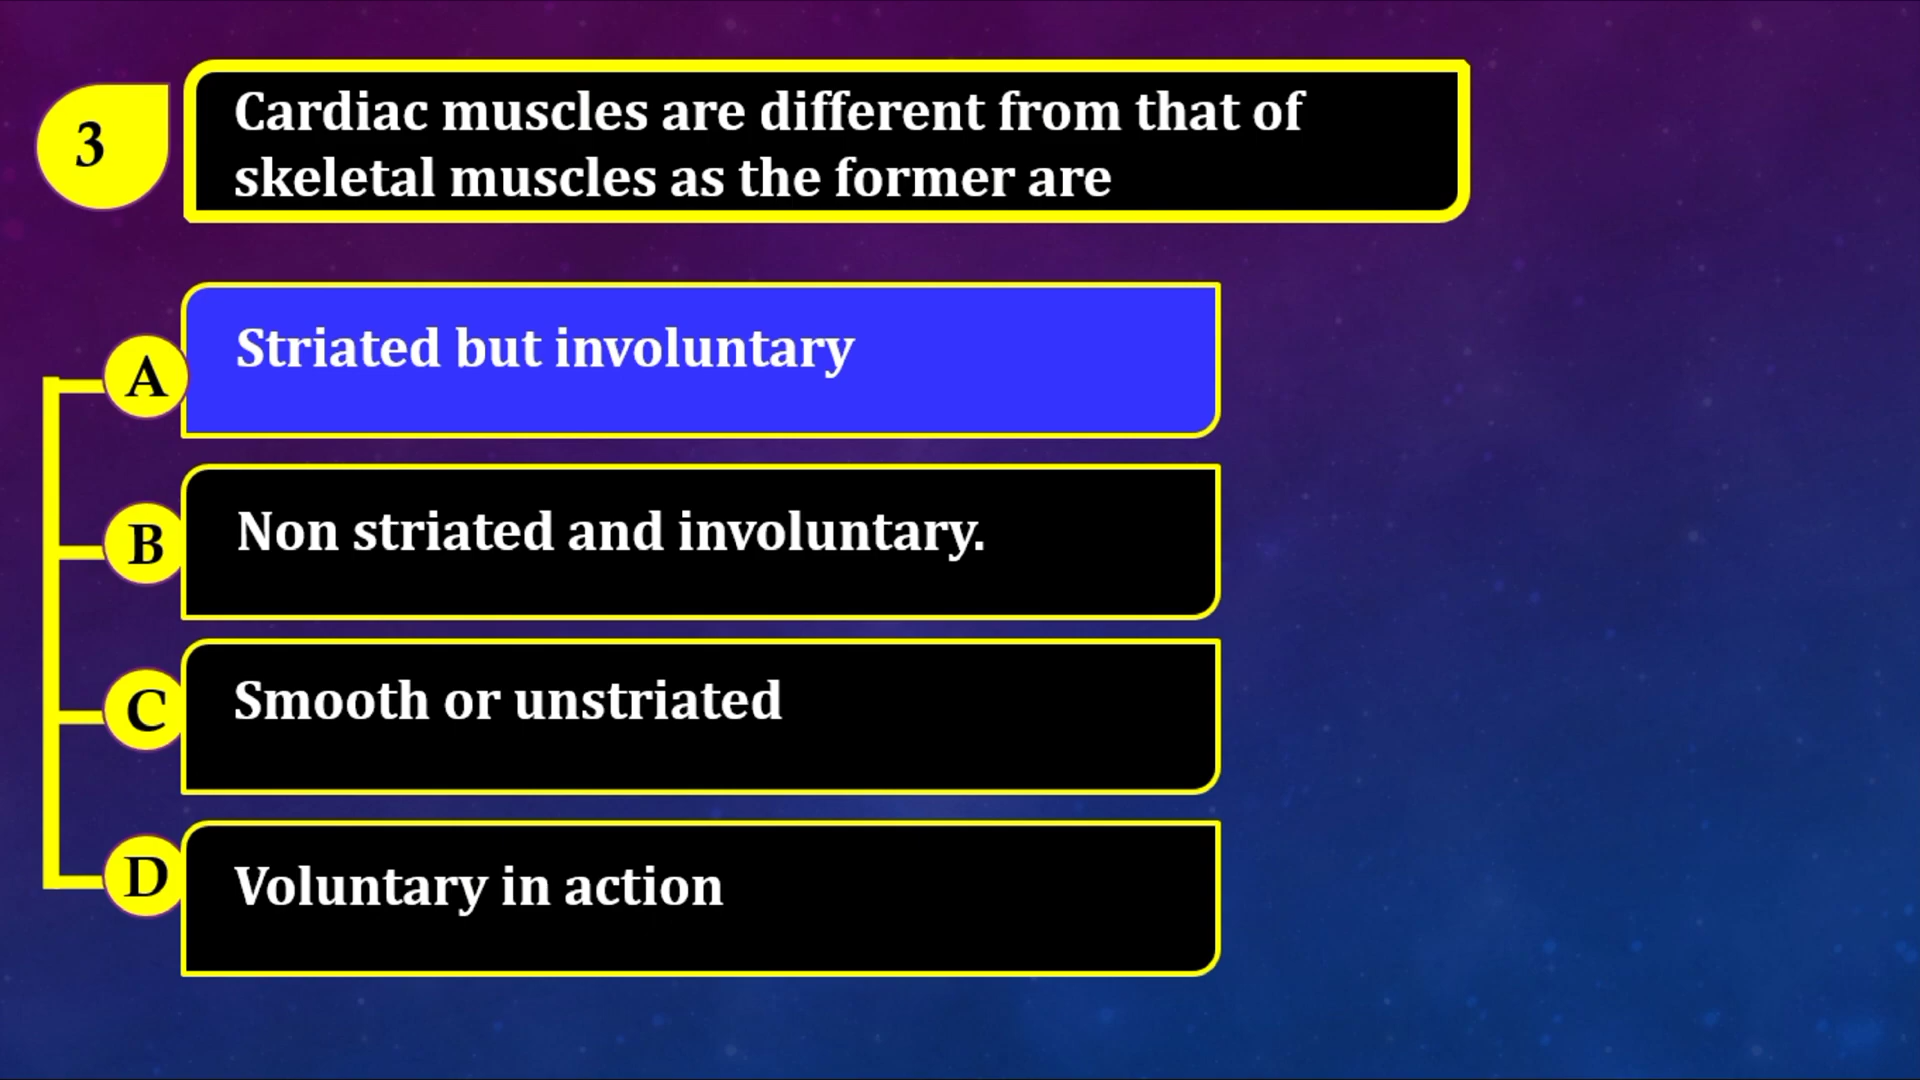 3
Cardiac muscles are different from that of
skeletal muscles as the former are
A
Striated but involuntary
B
Non striated and involuntary.
C
Smooth or unstriated
D
Voluntary in action